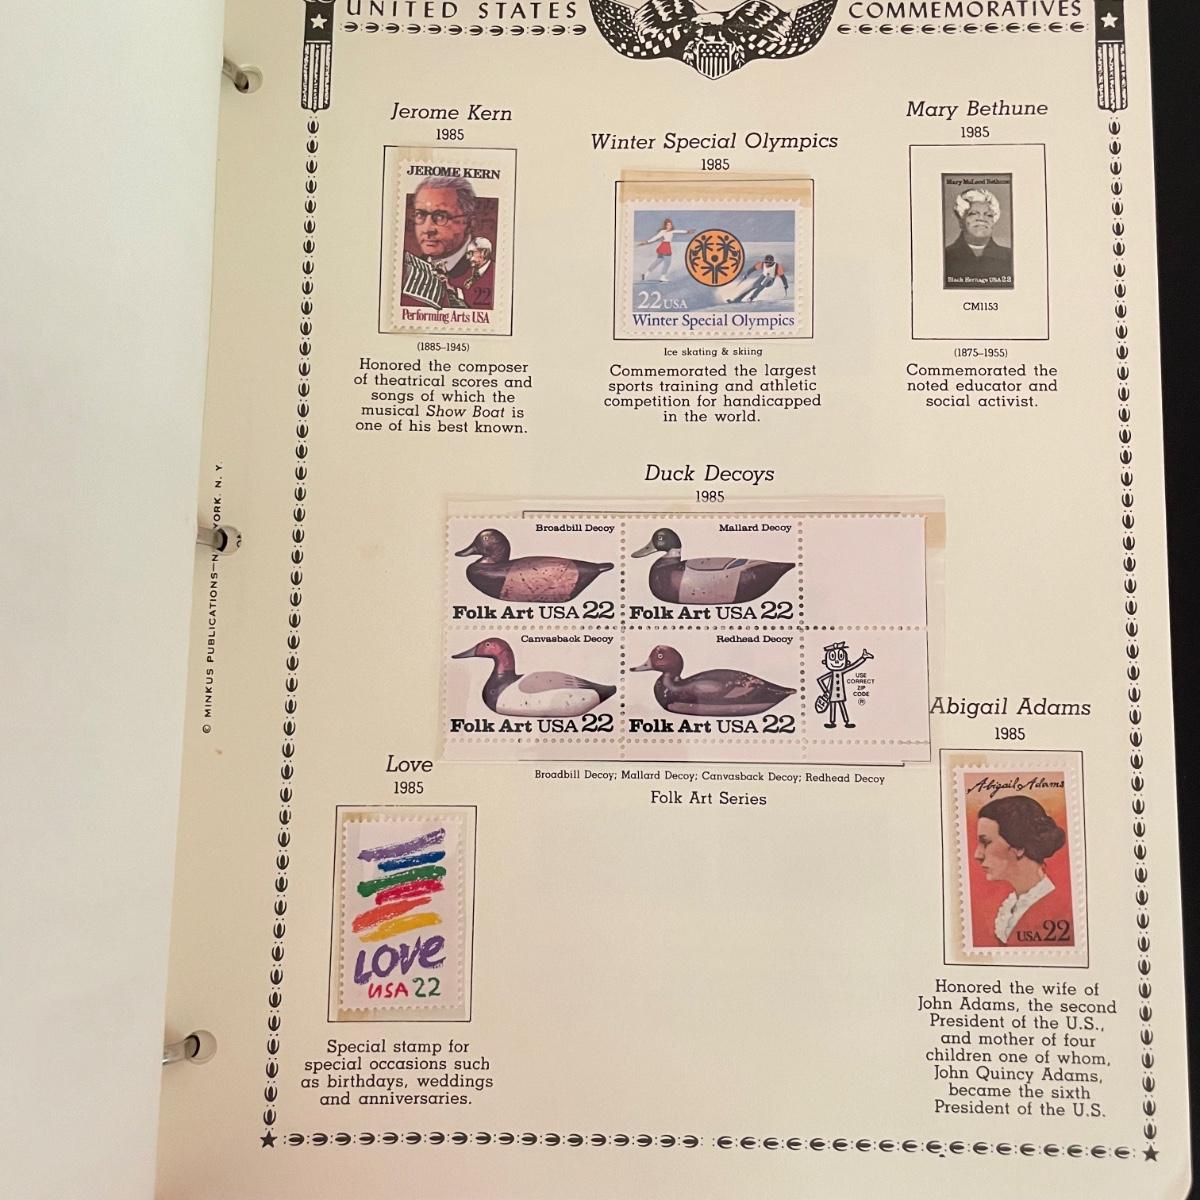 UNITED STATES COMMEMORATIVES
Jerome Kern
1985
JEROME KERN
22
Performing Arts USA
(1885–1945)
Honored the composer
of theatrical scores and
songs of which the
musical Show Boat is
one of his best known.
Winter Special Olympics
1985
22 USA
Winter Special Olympics
Ice skating & skiing
Commemorated the largest
sports training and athletic
competition for handicapped
in the world.
Mary Bethune
1985
Mary McLeod Bethune
Black Heritage USA 22
CM1153
(1875–1955)
Commemorated the
noted educator and
social activist.
Duck Decoys
1985
Broadbill Decoy
Folk Art USA 22
Mallard Decoy
Folk Art USA 22
Canvasback Decoy
Folk Art USA 22
Redhead Decoy
Folk Art USA 22
USE
CORRECT
ZIP
CODE
®
Broadbill Decoy; Mallard Decoy; Canvasback Decoy; Redhead Decoy
Folk Art Series
Love
1985
LOVE
USA 22
Special stamp for
special occasions such
as birthdays, weddings
and anniversaries.
Abigail Adams
1985
Abigail Adams
USA 22
Honored the wife of
John Adams, the second
President of the U.S.,
and mother of four
children one of whom,
John Quincy Adams,
became the sixth
President of the U.S.
© MINKUS PUBLICATIONS—N YORK, N. Y.